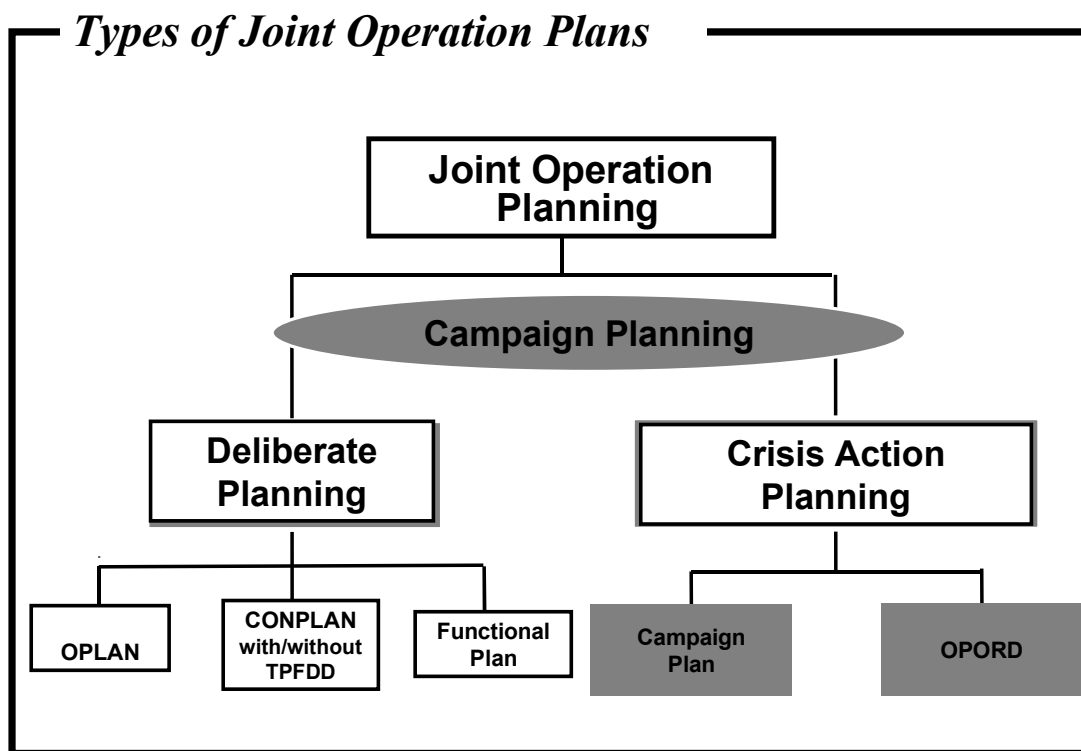 Types of Joint Operation Plans
Joint Operation
Planning
Campaign Planning
Deliberate
Planning
Crisis Action
Planning
OPLAN
CONPLAN
with/without
TPFDD
Functional
Plan
Campaign
Plan
OPORD